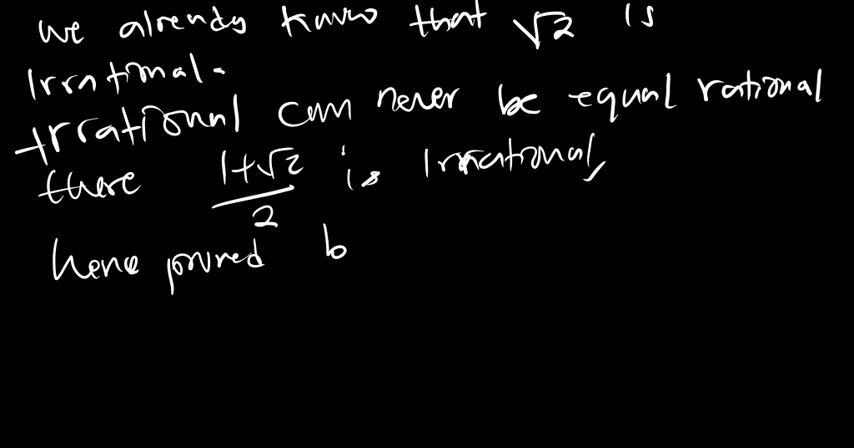 we already know that √2 is
Irrational.
Irrational can never be equal rational
there (1+√2)/2 is Irrational,
hence proved b